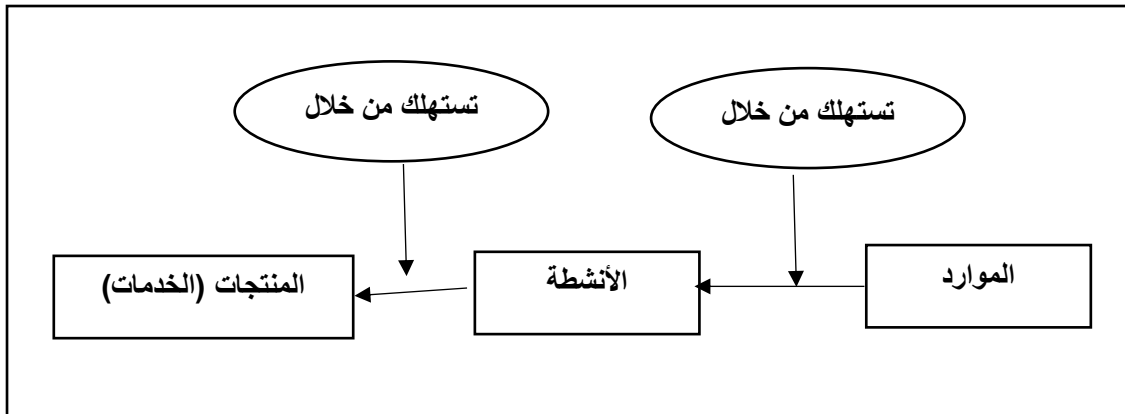 تستهلك من خلال
تستهلك من خلال
الموارد
الأنشطة
المنتجات (الخدمات)